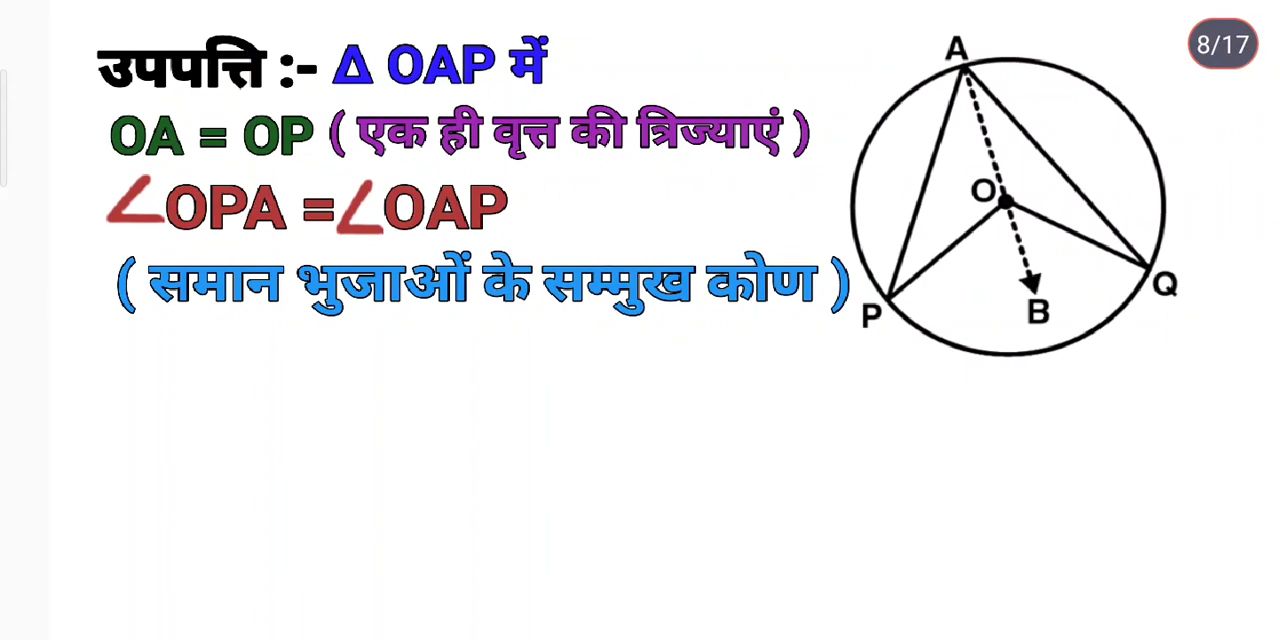 उपपत्ति :- Δ OAP में
OA = OP ( एक ही वृत्त की त्रिज्याएं )
∠OPA =∠OAP
( समान भुजाओं के सम्मुख कोण )
8/17
A
O
P
Q
B